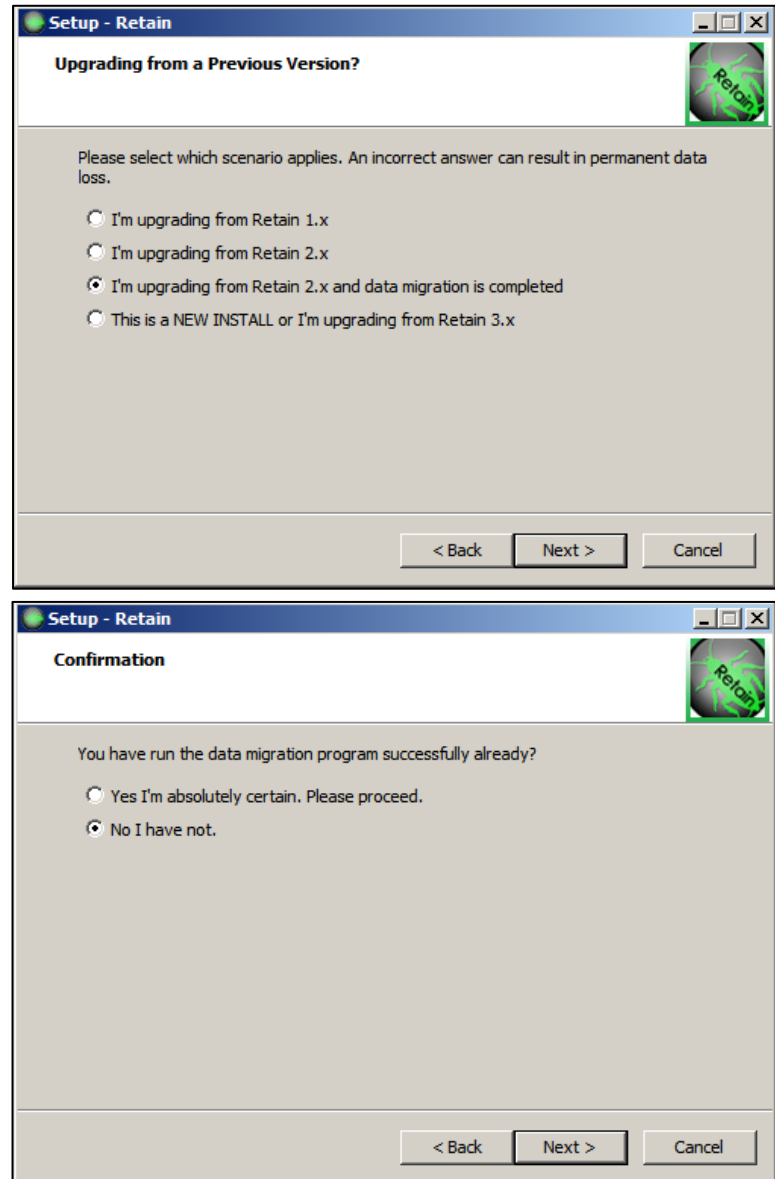 Setup - Retain
Upgrading from a Previous Version?
Retain
Please select which scenario applies. An incorrect answer can result in permanent data
loss.
I'm upgrading from Retain 1.x
I'm upgrading from Retain 2.x
I'm upgrading from Retain 2.x and data migration is completed
This is a NEW INSTALL or I'm upgrading from Retain 3.x
< Back Next > Cancel
Setup - Retain
Confirmation
Retain
You have run the data migration program successfully already?
Yes I'm absolutely certain. Please proceed.
No I have not.
< Back Next > Cancel